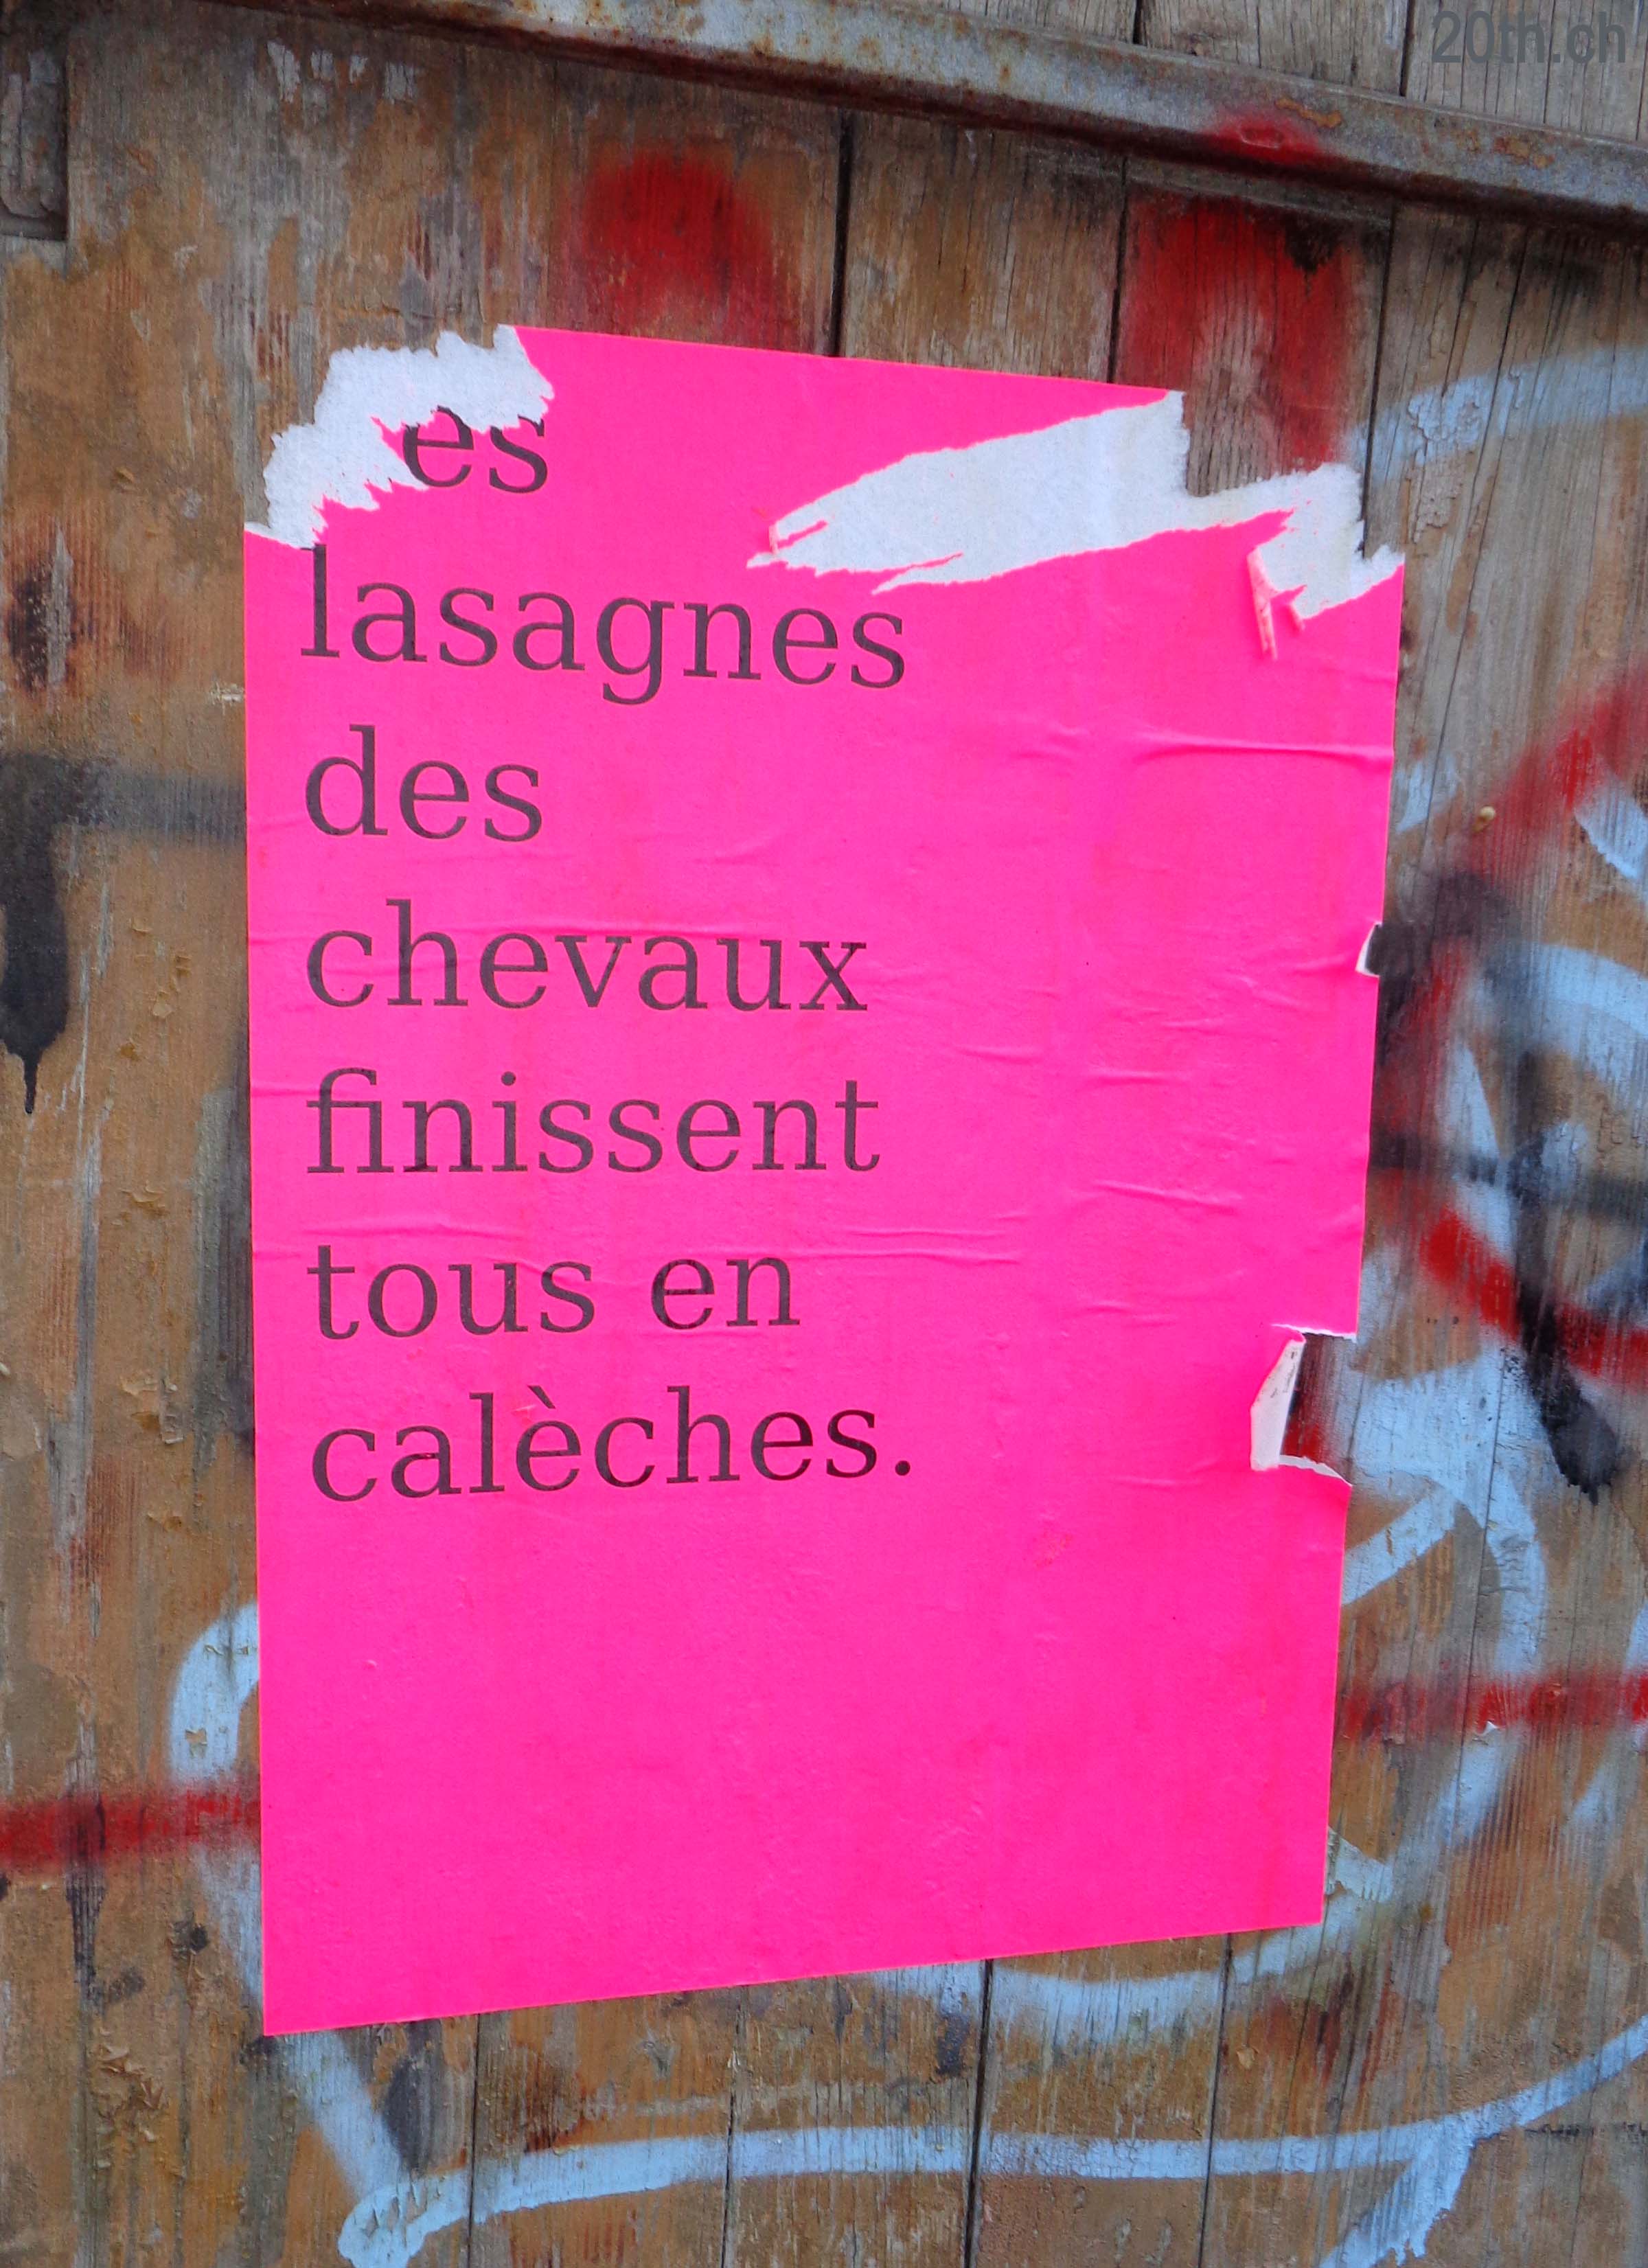 20th.ch
es
lasagnes
des
chevaux
finissent
tous en
calèches.